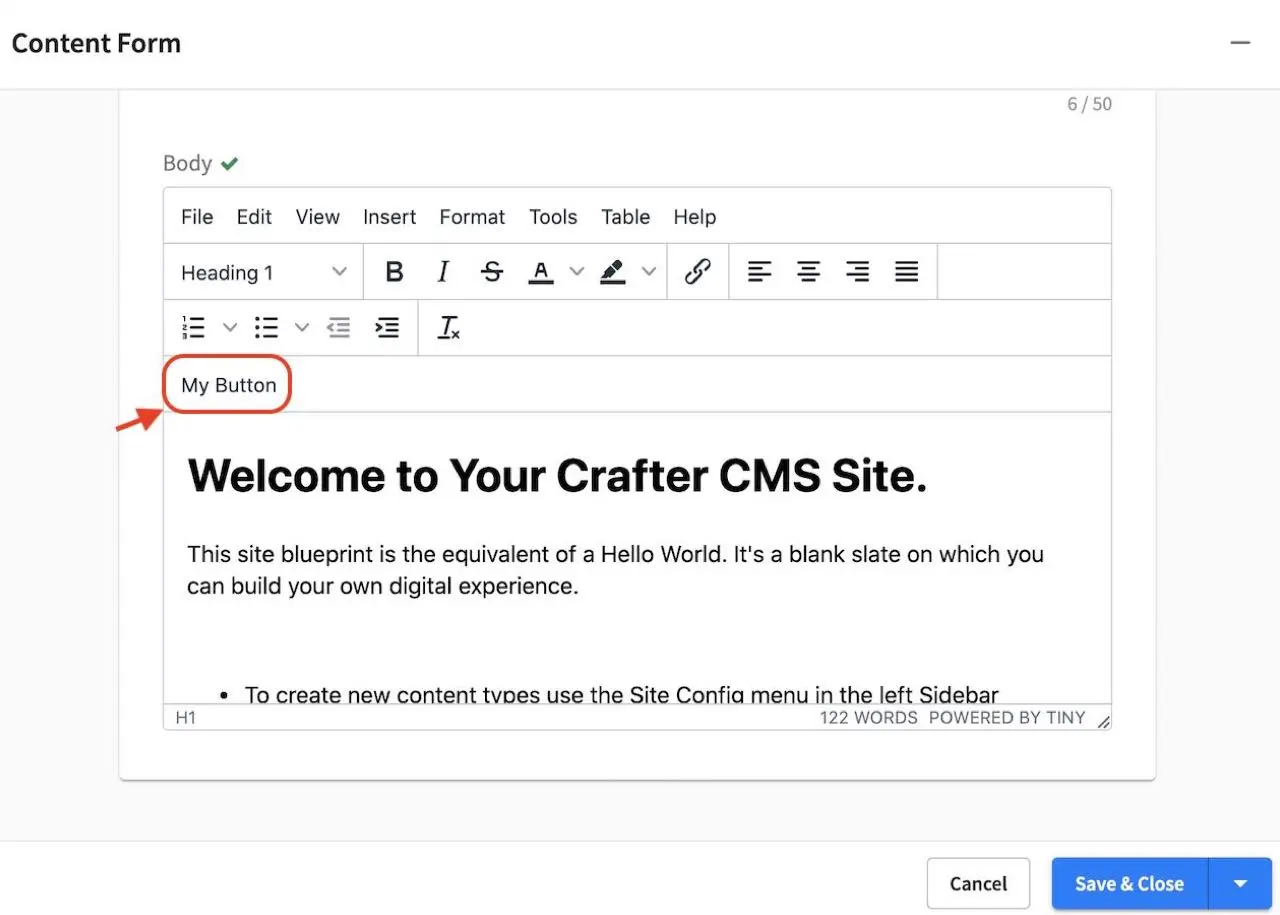 Content Form
6 / 50
Body
File Edit View Insert Format Tools Table Help
Heading 1 B I S A
My Button
Welcome to Your Crafter CMS Site.
This site blueprint is the equivalent of a Hello World. It's a blank slate on which you
can build your own digital experience.
• To create new content types use the Site Config menu in the left Sidebar
H1 122 WORDS POWERED BY TINY
Cancel Save & Close